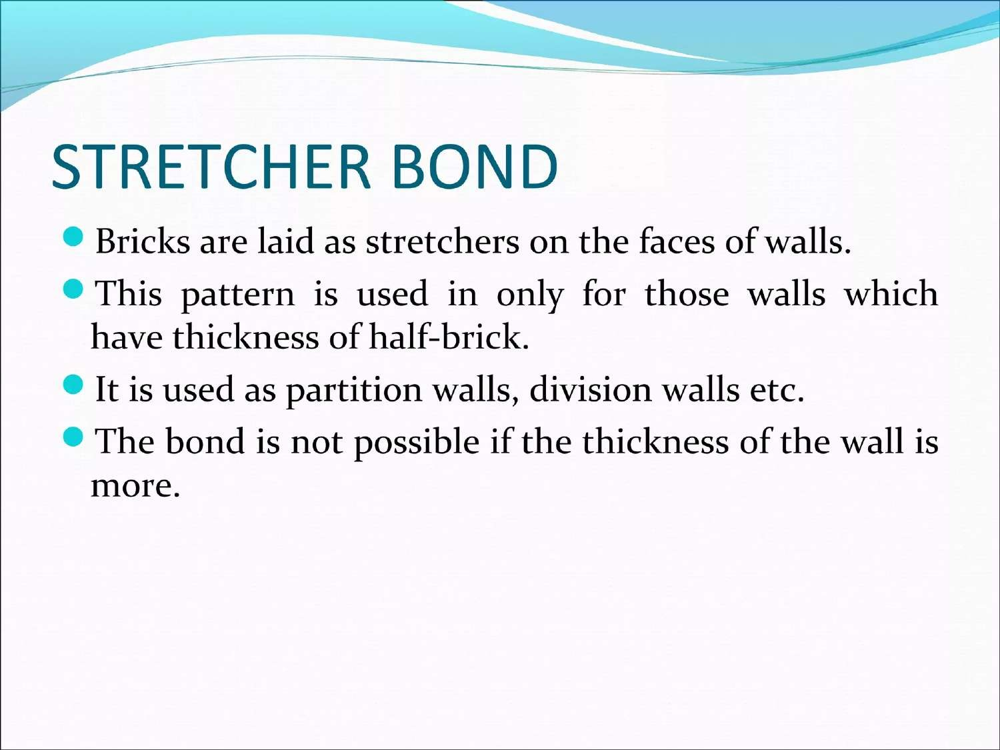 STRETCHER BOND
Bricks are laid as stretchers on the faces of walls.
This pattern is used in only for those walls which
have thickness of half-brick.
It is used as partition walls, division walls etc.
The bond is not possible if the thickness of the wall is
more.